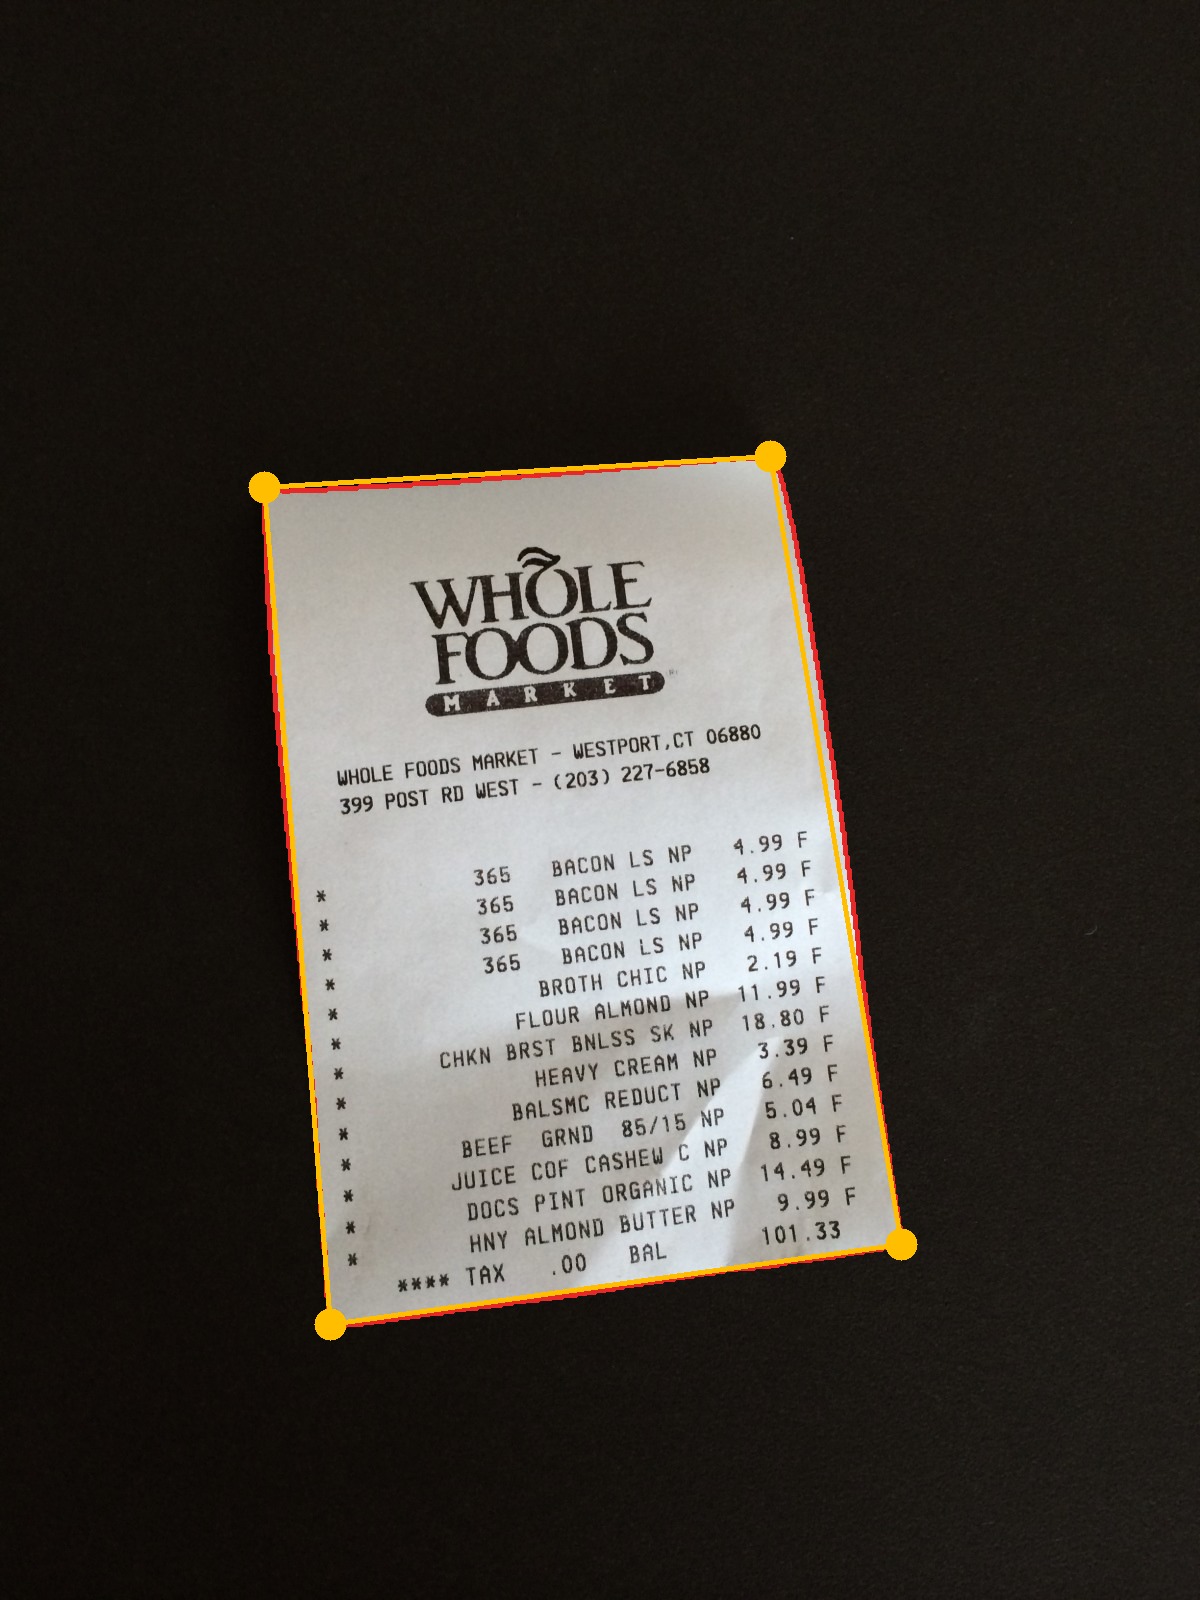 WHOLE
FOODS
MARKET
WHOLE FOODS MARKET - WESTPORT,CT 06880
399 POST RD WEST - (203) 227-6858
* 365 BACON LS NP 4.99 F
* 365 BACON LS NP 4.99 F
* 365 BACON LS NP 4.99 F
* 365 BACON LS NP 4.99 F
* BROTH CHIC NP 2.19 F
* FLOUR ALMOND NP 11.99 F
* CHKN BRST BNLSS SK NP 18.80 F
* HEAVY CREAM NP 3.39 F
* BALSMC REDUCT NP 6.49 F
* BEEF GRND 85/15 NP 5.04 F
* JUICE COF CASHEW C NP 8.99 F
* DOCS PINT ORGANIC NP 14.49 F
* HNY ALMOND BUTTER NP 9.99 F
**** TAX .00 BAL 101.33